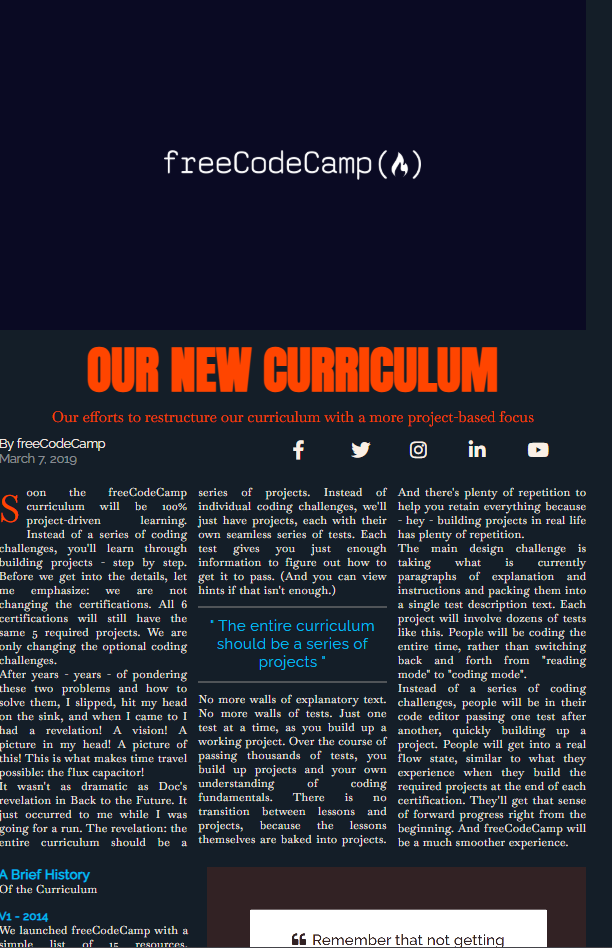 freeCodeCamp(🔥)
OUR NEW CURRICULUM
Our efforts to restructure our curriculum with a more project-based focus
By freeCodeCamp
March 7, 2019
Soon the freeCodeCamp
curriculum will be 100%
project-driven learning.
Instead of a series of coding
challenges, you'll learn through
building projects - step by step.
Before we get into the details, let
me emphasize: we are not
changing the certifications. All 6
certifications will still have the
same 5 required projects. We are
only changing the optional coding
challenges.
After years - years - of pondering
these two problems and how to
solve them, I slipped, hit my head
on the sink, and when I came to I
had a revelation! A vision! A
picture in my head! A picture of
this! This is what makes time travel
possible: the flux capacitor!
It wasn't as dramatic as Doc's
revelation in Back to the Future. It
just occurred to me while I was
going for a run. The revelation: the
entire curriculum should be a
series of projects. Instead of
individual coding challenges, we'll
just have projects, each with their
own seamless series of tests. Each
test gives you just enough
information to figure out how to
get it to pass. (And you can view
hints if that isn't enough.)
" The entire curriculum
should be a series of
projects "
No more walls of explanatory text.
No more walls of tests. Just one
test at a time, as you build up a
working project. Over the course of
passing thousands of tests, you
build up projects and your own
understanding of coding
fundamentals. There is no
transition between lessons and
projects, because the lessons
themselves are baked into projects.
And there's plenty of repetition to
help you retain everything because
- hey - building projects in real life
has plenty of repetition.
The main design challenge is
taking what is currently
paragraphs of explanation and
instructions and packing them into
a single test description text. Each
project will involve dozens of tests
like this. People will be coding the
entire time, rather than switching
back and forth from "reading
mode" to "coding mode".
Instead of a series of coding
challenges, people will be in their
code editor passing one test after
another, quickly building up a
project. People will get into a real
flow state, similar to what they
experience when they build the
required projects at the end of each
certification. They'll get that sense
of forward progress right from the
beginning. And freeCodeCamp will
be a much smoother experience.
A Brief History
Of the Curriculum
V1 - 2014
We launched freeCodeCamp with a
simple list of 15 resources,
❝ Remember that not getting